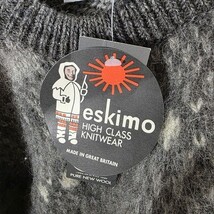 eskimo
HIGH CLASS
KNITWEAR
MADE IN GREAT BRITAIN
PURE NEW WOOL